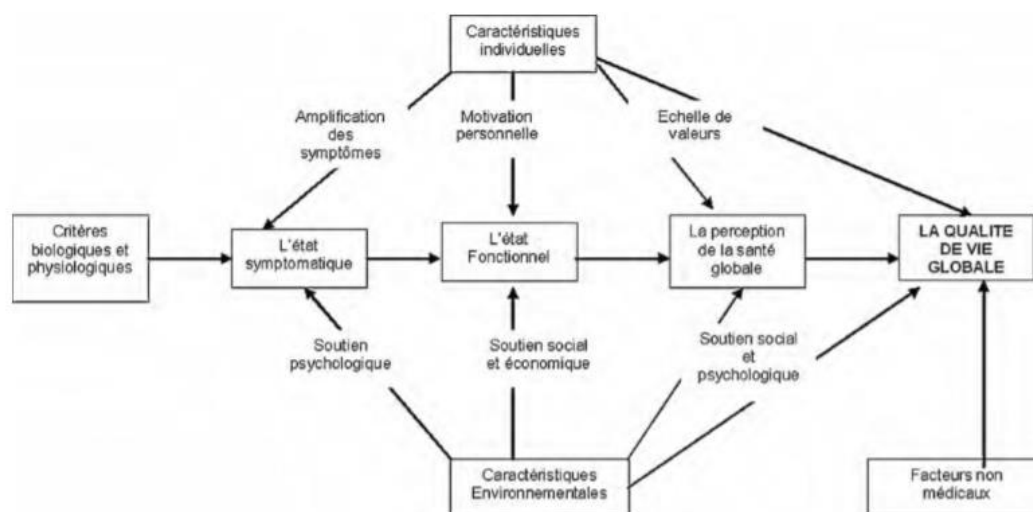 Caractéristiques
individuelles
Amplification
des
symptômes
Motivation
personnelle
Echelle de
valeurs
Critères
biologiques et
physiologiques
L'état
symptomatique
L'état
Fonctionnel
La perception
de la santé
globale
LA QUALITE
DE VIE
GLOBALE
Soutien
psychologique
Soutien social
et économique
Soutien social
et
psychologique
Caractéristiques
Environnementales
Facteurs non
médicaux